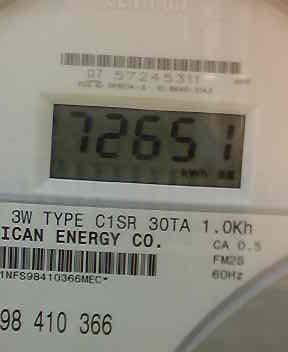 07 57245311
72651
kWh
3W TYPE C1SR 30TA 1.0Kh
ICAN ENERGY CO.
CA 0.5
FM2S
60Hz
1NFS98410366MEC*
98 410 366